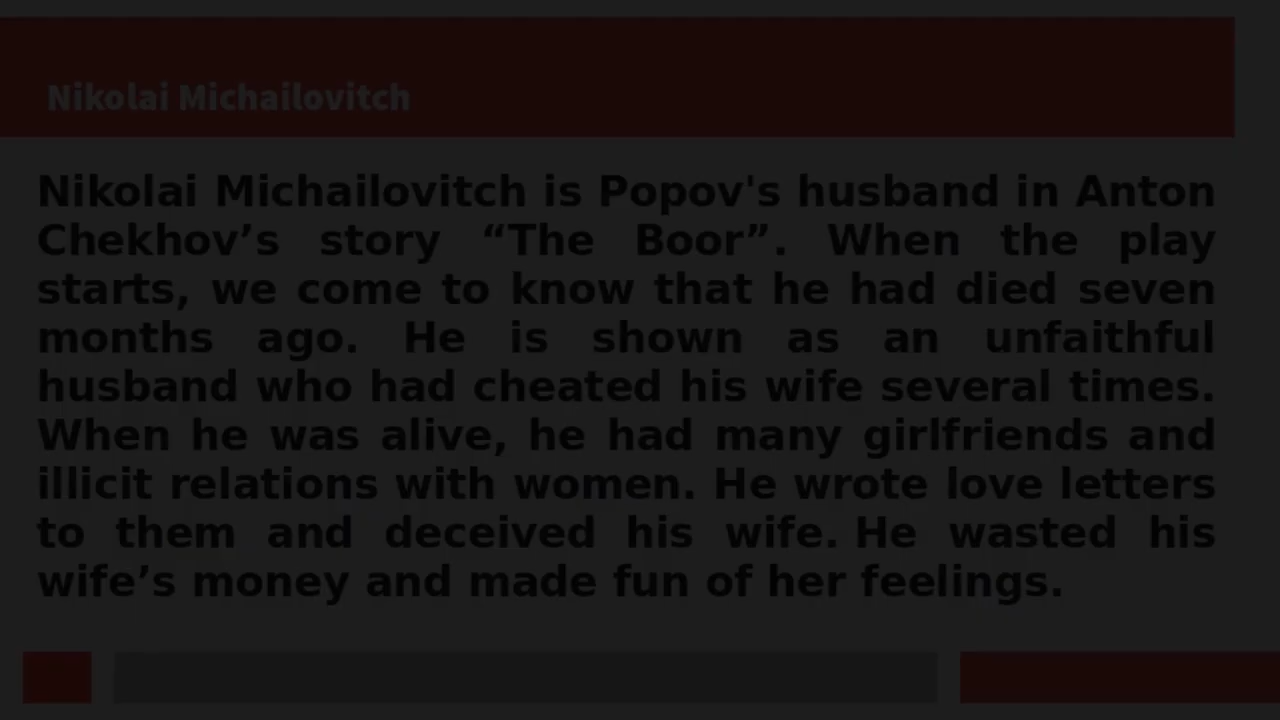 Nikolai Michailovitch
Nikolai Michailovitch is Popov's husband in Anton
Chekhov’s story “The Boor”. When the play
starts, we come to know that he had died seven
months ago. He is shown as an unfaithful
husband who had cheated his wife several times.
When he was alive, he had many girlfriends and
illicit relations with women. He wrote love letters
to them and deceived his wife. He wasted his
wife’s money and made fun of her feelings.